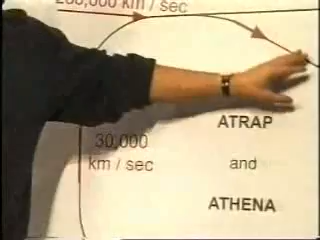 km / sec
30,000
km / sec
ATRAP
and
ATHENA